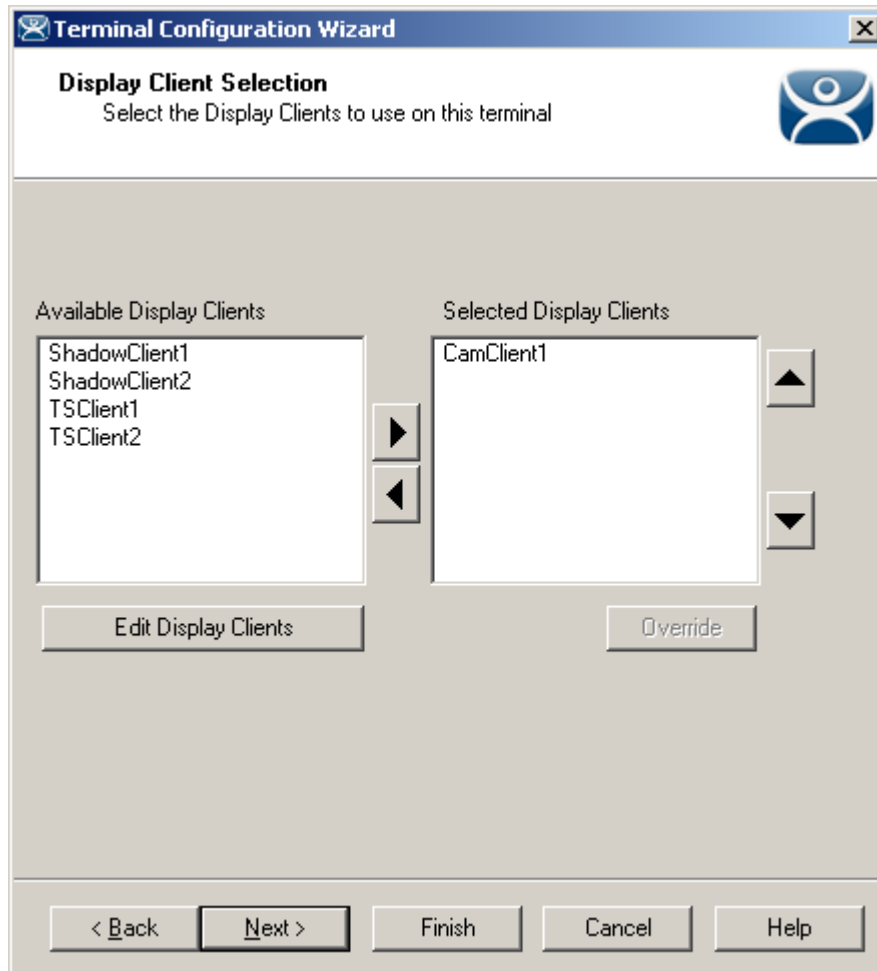 Terminal Configuration Wizard
Display Client Selection
Select the Display Clients to use on this terminal
Available Display Clients
ShadowClient1
ShadowClient2
TSClient1
TSClient2
Selected Display Clients
CamClient1
Edit Display Clients
Override
< Back
Next >
Finish
Cancel
Help